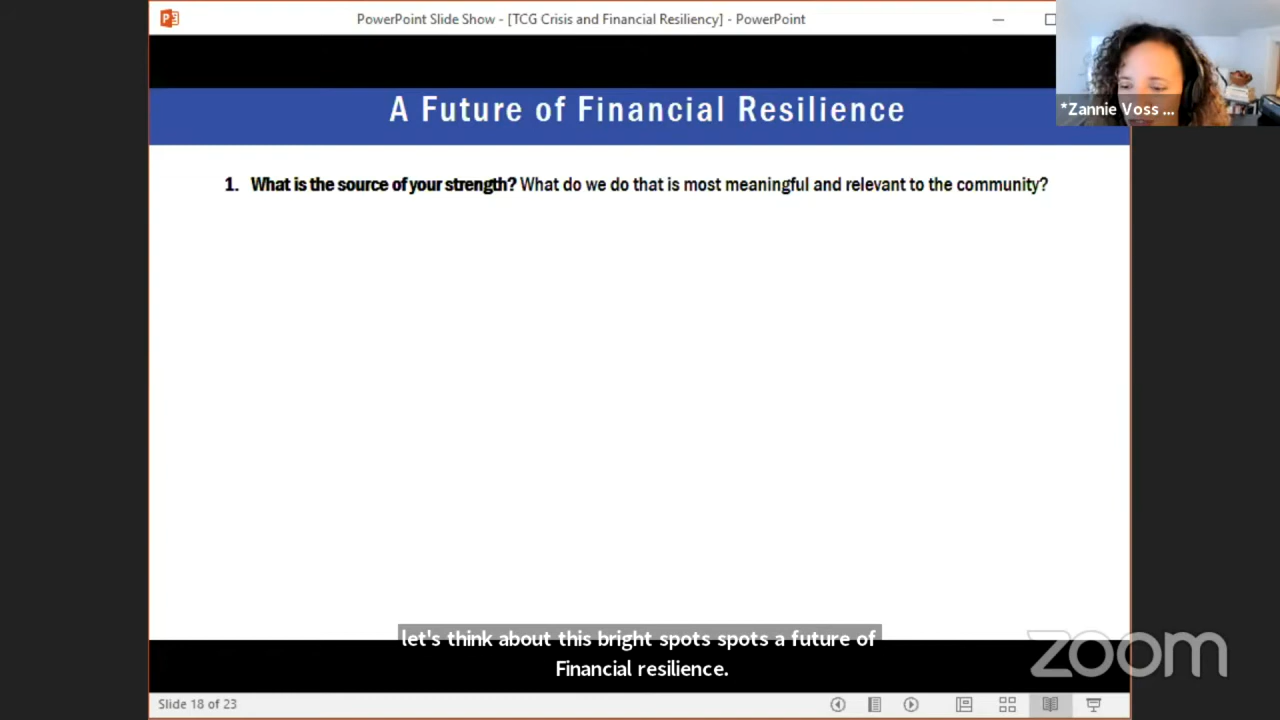 PowerPoint Slide Show - [TCG Crisis and Financial Resiliency] - PowerPoint
*Zannie Voss ...
A Future of Financial Resilience
1. What is the source of your strength? What do we do that is most meaningful and relevant to the community?
let's think about this bright spots spots a future of
Financial resilience.
zoom
Slide 18 of 23